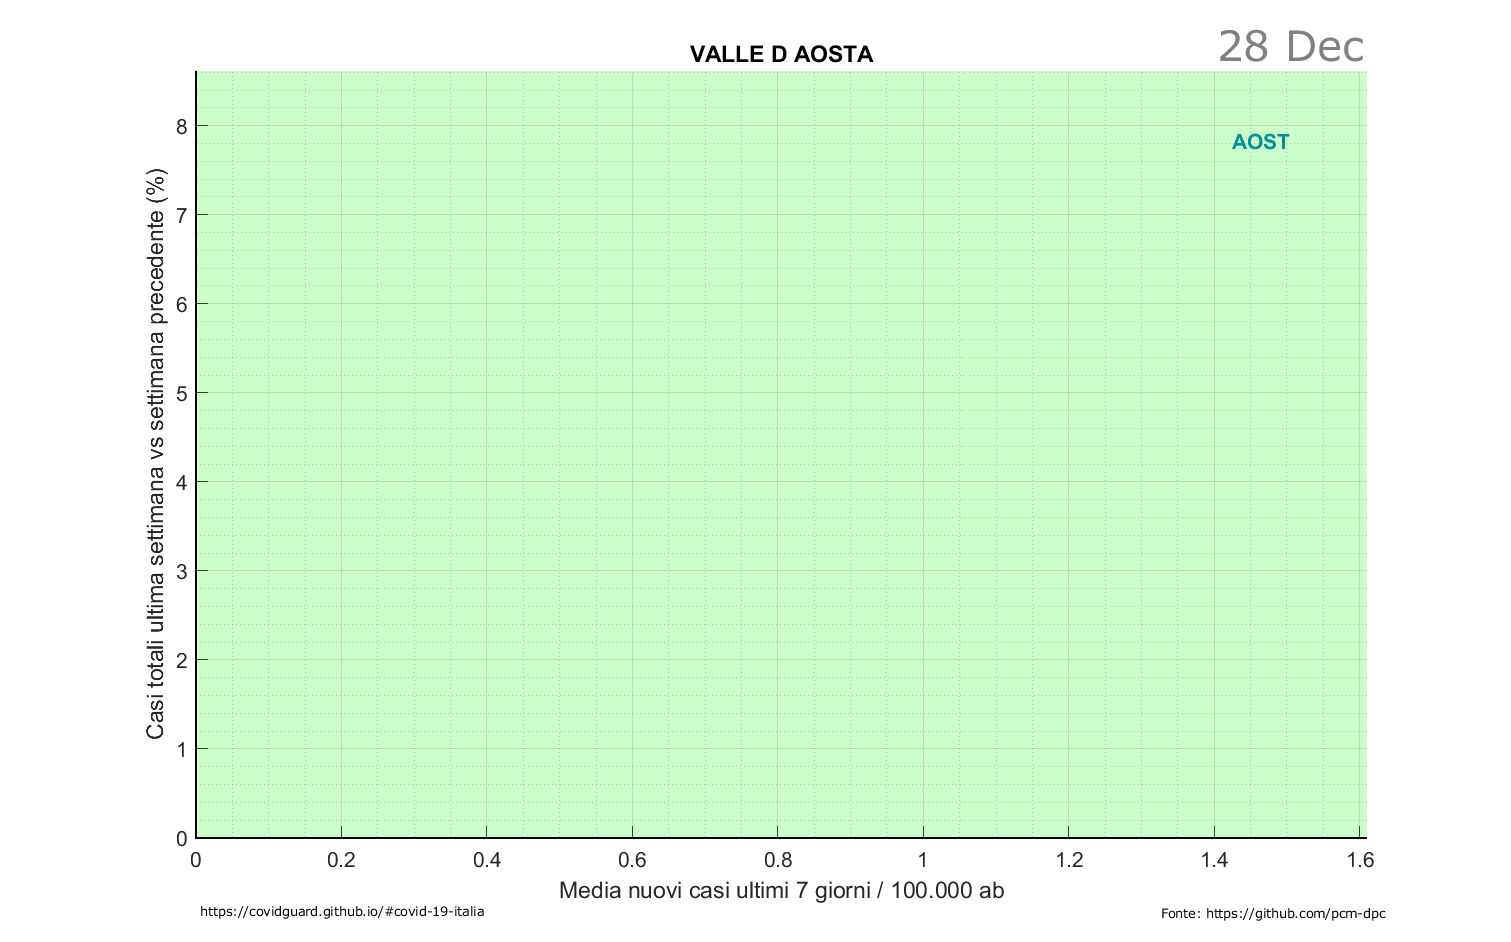 28 Dec
VALLE D AOSTA
AOST
Casi totali ultima settimana vs settimana precedente (%)
8
7
6
5
4
3
2
1
0
0 0.2 0.4 0.6 0.8 1 1.2 1.4 1.6
Media nuovi casi ultimi 7 giorni / 100.000 ab
https://covidguard.github.io/#covid-19-italia
Fonte: https://github.com/pcm-dpc